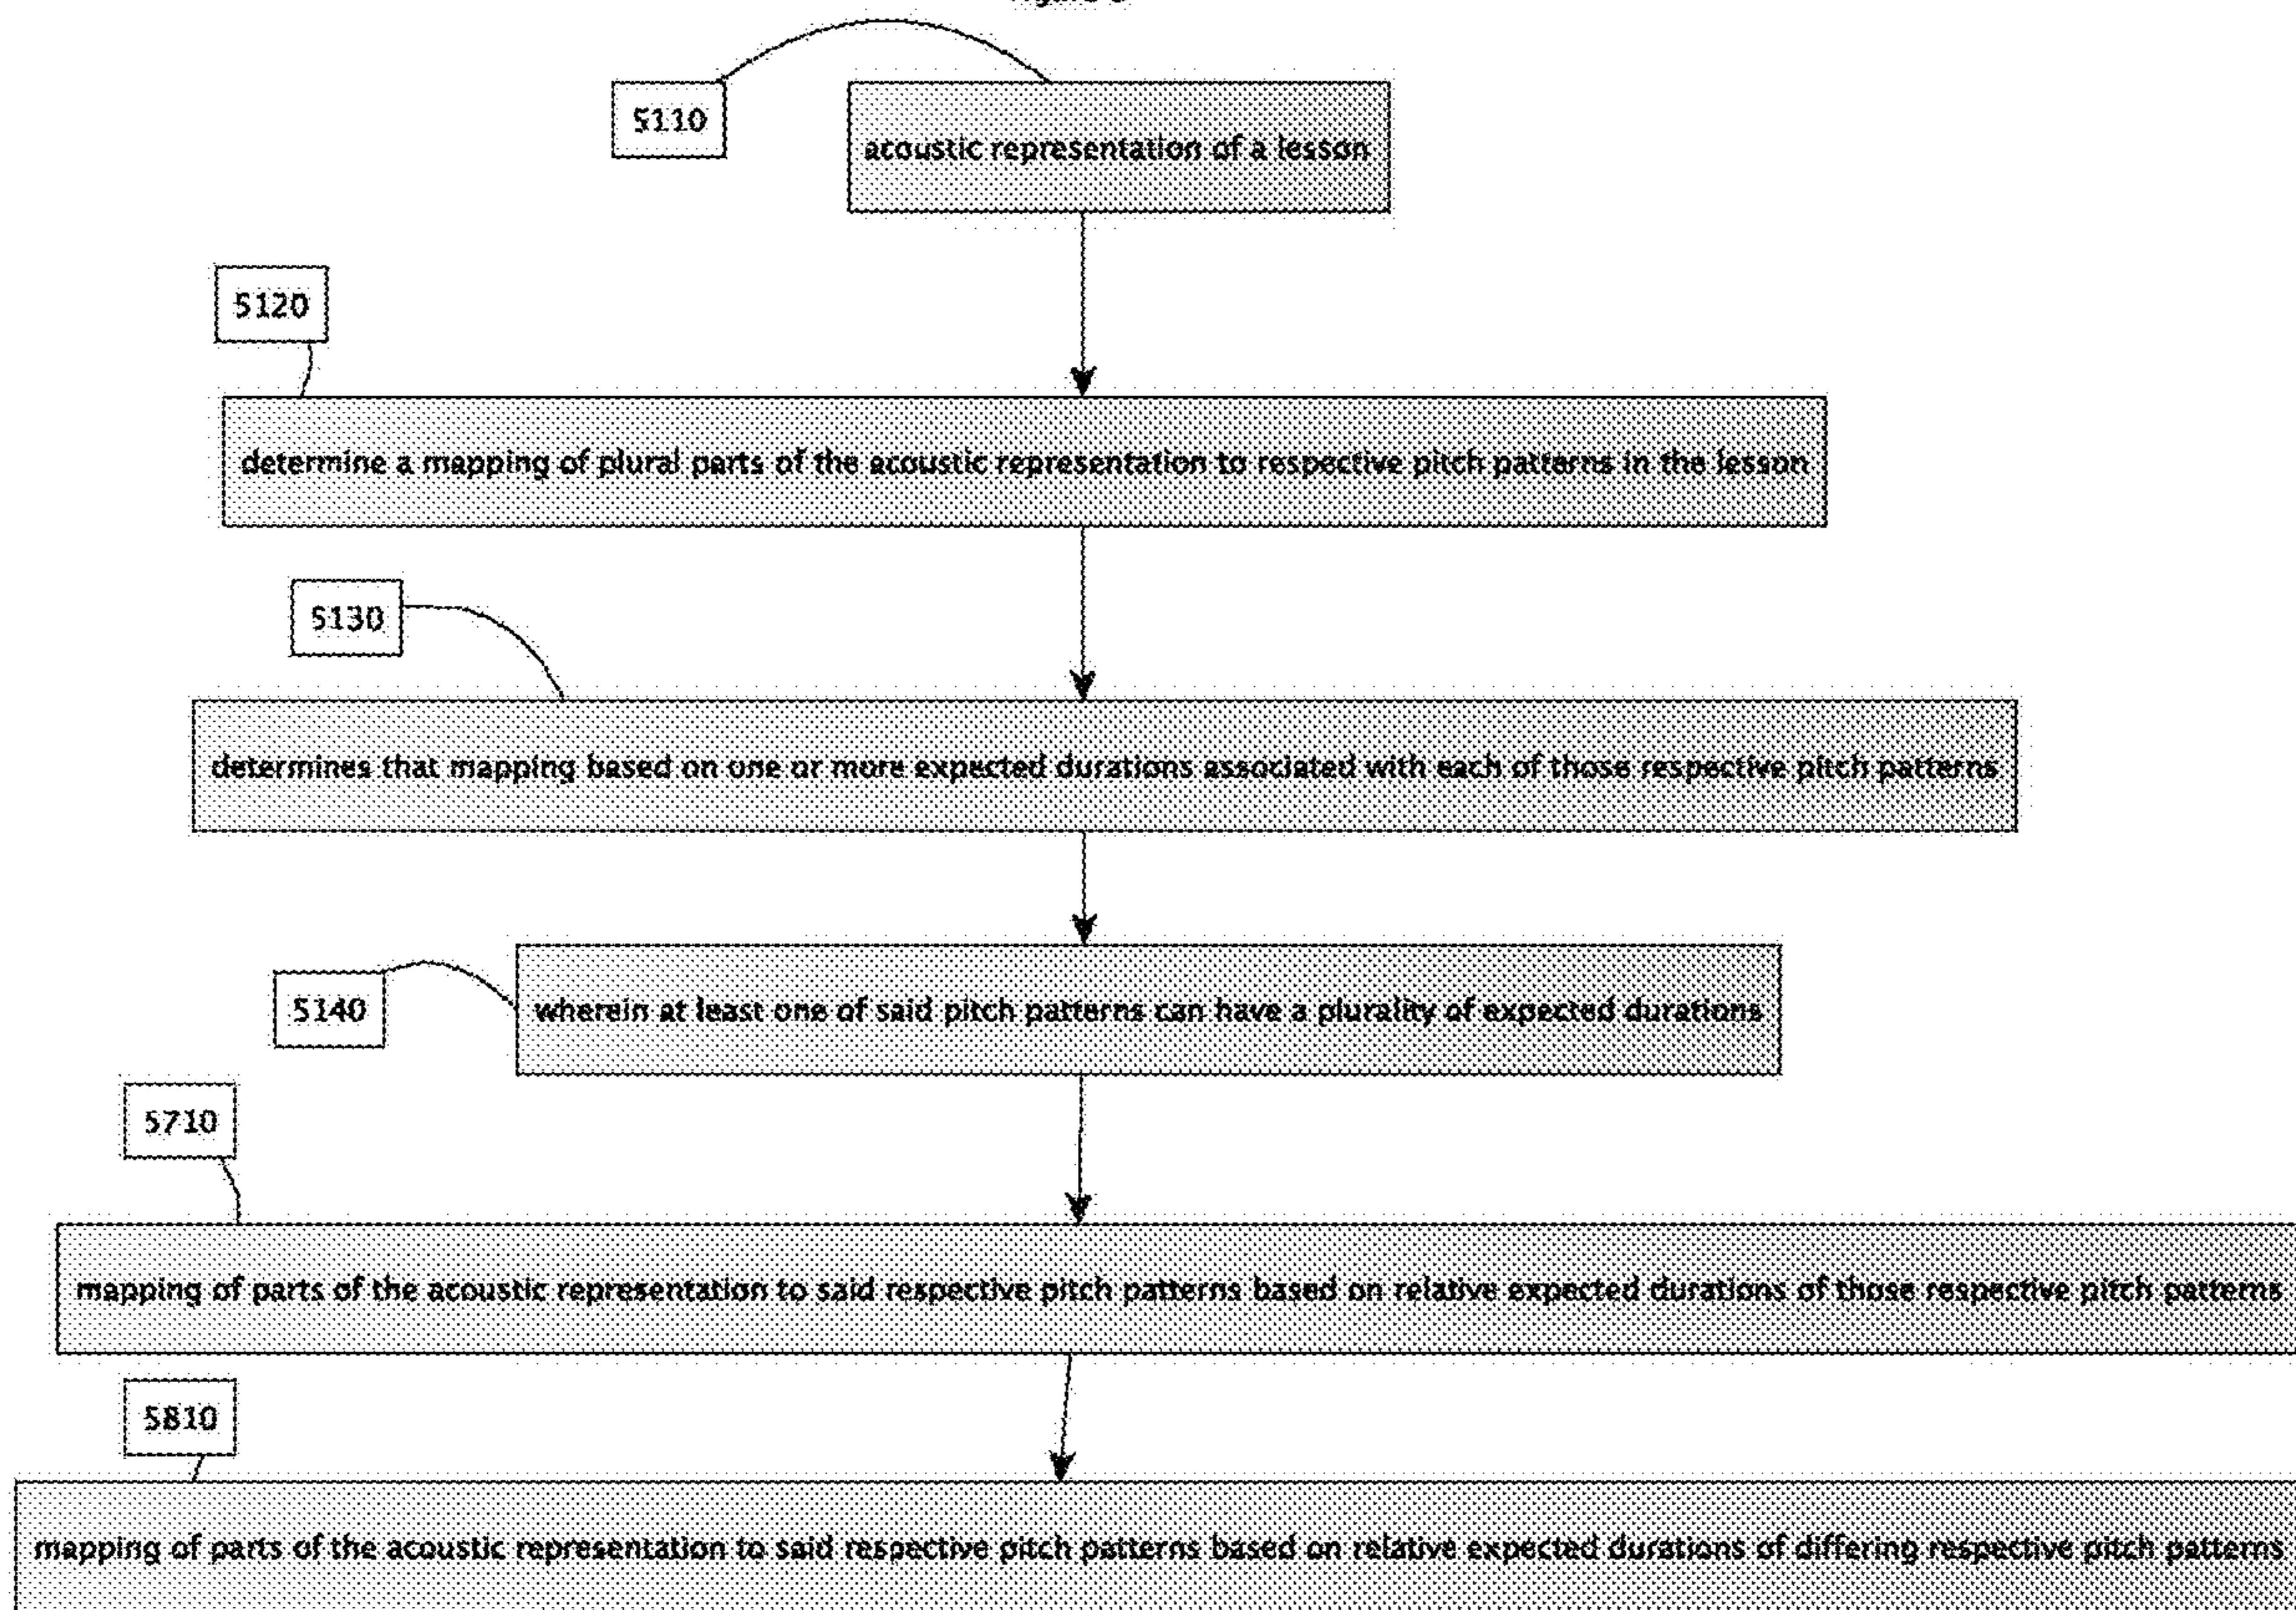 5110
acoustic representation of a lesson
5120
determine a mapping of plural parts of the acoustic representation to respective pitch patterns in the lesson
5130
determines that mapping based on one or more expected durations associated with each of those respective pitch patterns
5140
wherein at least one of said pitch patterns can have a plurality of expected durations
5710
mapping of parts of the acoustic representation to said respective pitch patterns based on relative expected durations of those respective pitch patterns
5810
mapping of parts of the acoustic representation to said respective pitch patterns based on relative expected durations of differing respective pitch patterns